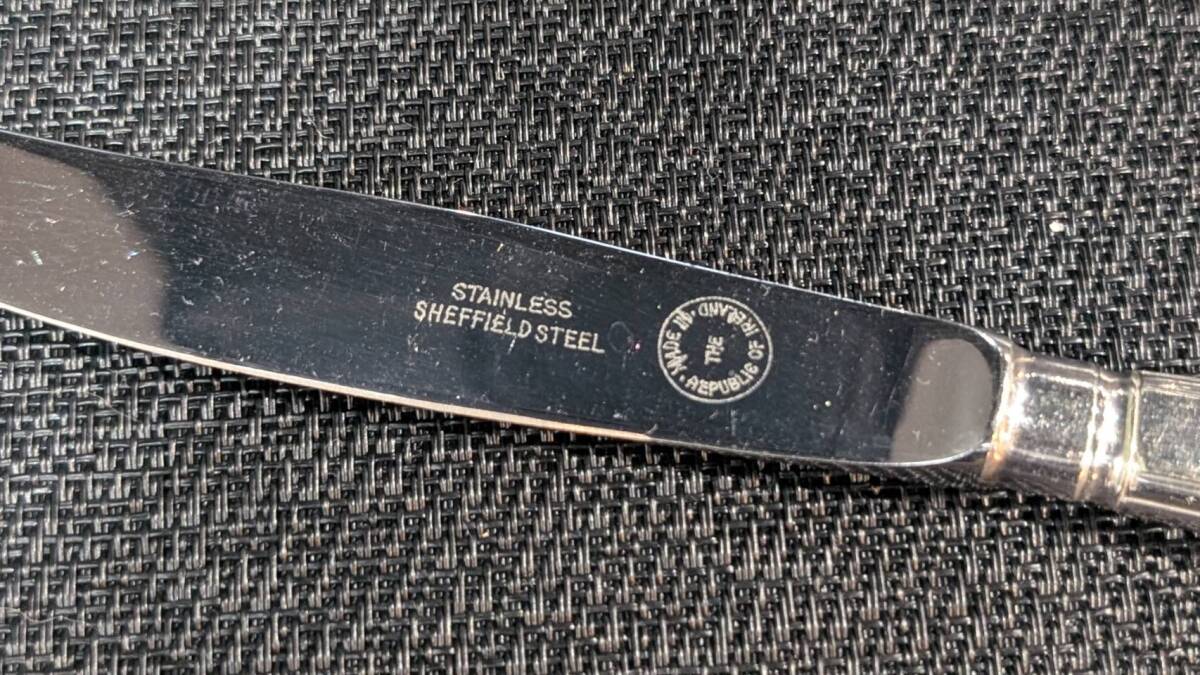 STAINLESS
SHEFFIELD STEEL
MADE IN
THE
REPUBLIC OF IRELAND